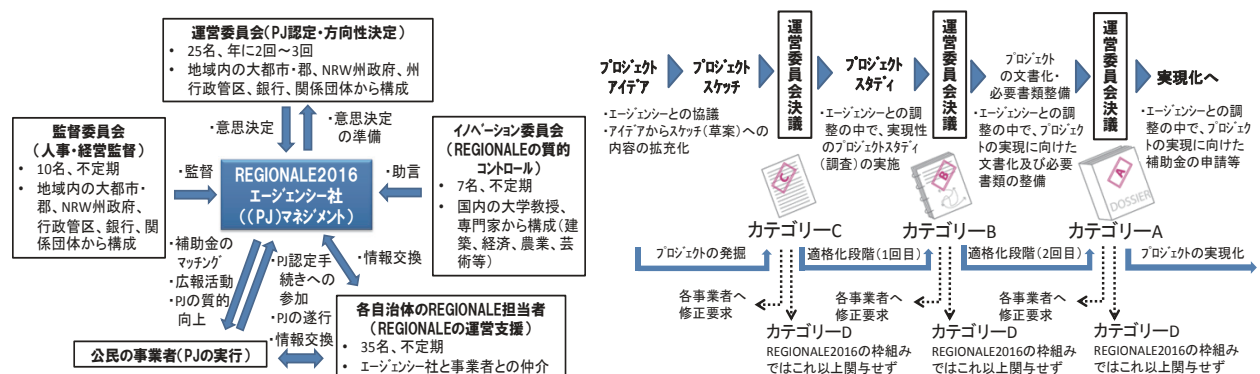 運営委員会(PJ認定・方向性決定)
• 25名、年に2回～3回
• 地域内の大都市・郡、NRW州政府、州
行政管区、銀行、関係団体から構成
・意思決定
・意思決定
の準備
監督委員会
(人事・経営監督)
• 10名、不定期
• 地域内の大都市・
郡、NRW州政府、
行政管区、銀行、関
係団体から構成
・監督
REGIONALE2016
エージェンシー社
((PJ)マネジメント)
・助言
イノベーション委員会
(REGIONALEの質的
コントロール)
• 7名、不定期
• 国内の大学教授、
専門家から構成(建
築、経済、農業、芸
術等)
・補助金の
マッチング
・広報活動
・PJの質的
向上
・PJ認定手
続きへの
参加
・PJの遂行
・情報交換
・情報交換
公民の事業者(PJの実行)
各自治体のREGIONALE担当者
(REGIONALEの運営支援)
• 35名、不定期
• エージェンシー社と事業者との仲介
プロジェクト
アイデア
プロジェクト
スケッチ
運営委員会決議
プロジェクト
スタディ
運営委員会決議
プロジェクト
の文書化・
必要書類整備
運営委員会決議
実現化へ
・エージェンシーとの協議
・アイデアからスケッチ(草案)への
内容の拡充化
・エージェンシーとの調
整の中で、実現性
のプロジェクトスタディ
(調査)の実施
・エージェンシーとの調
整の中で、プロジェク
トの実現に向けた
文書化及び必要
書類の整備
・エージェンシーとの調
整の中で、プロジェク
トの実現に向けた
補助金の申請等
C
B
A
DOSSIER
カテゴリーC
カテゴリーB
カテゴリーA
プロジェクトの発掘
適格化段階(1回目)
適格化段階(2回目)
プロジェクトの実現化
各事業者へ
修正要求
各事業者へ
修正要求
各事業者へ
修正要求
カテゴリーD
REGIONALE2016の枠組み
ではこれ以上関与せず
カテゴリーD
REGIONALE2016の枠組み
ではこれ以上関与せず
カテゴリーD
REGIONALE2016の枠組み
ではこれ以上関与せず